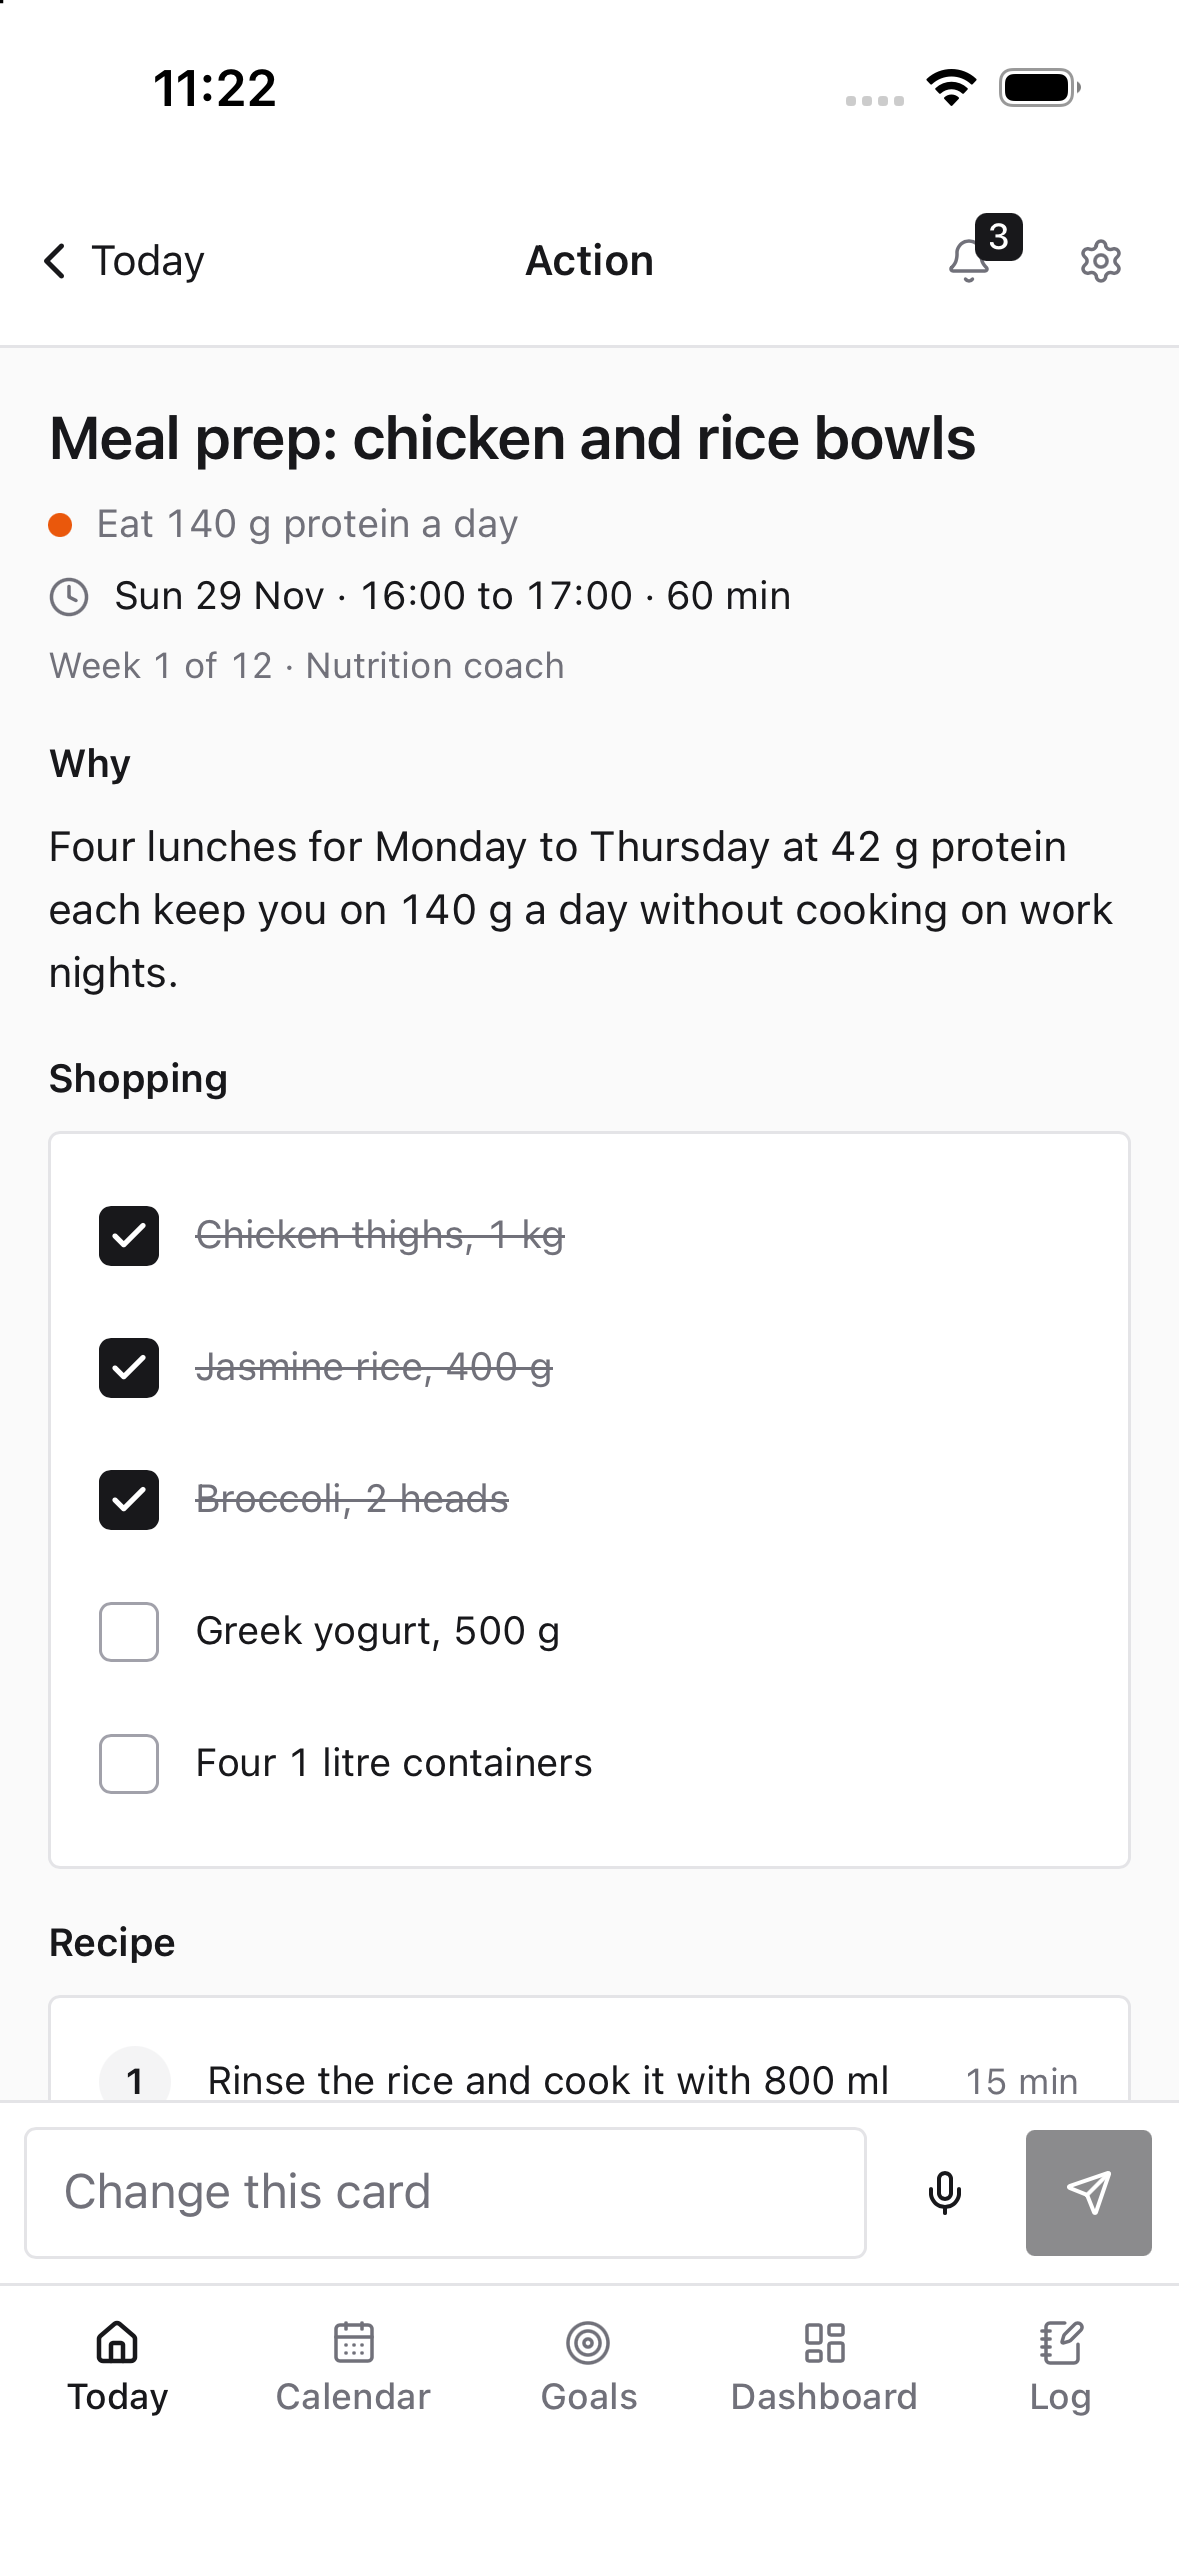 11:22
Today
Action
3
Meal prep: chicken and rice bowls
Eat 140 g protein a day
Sun 29 Nov · 16:00 to 17:00 · 60 min
Week 1 of 12 · Nutrition coach
Why
Four lunches for Monday to Thursday at 42 g protein
each keep you on 140 g a day without cooking on work
nights.
Shopping
Chicken thighs, 1 kg
Jasmine rice, 400 g
Broccoli, 2 heads
Greek yogurt, 500 g
Four 1 litre containers
Recipe
1 Rinse the rice and cook it with 800 ml 15 min
Change this card
Today Calendar Goals Dashboard Log